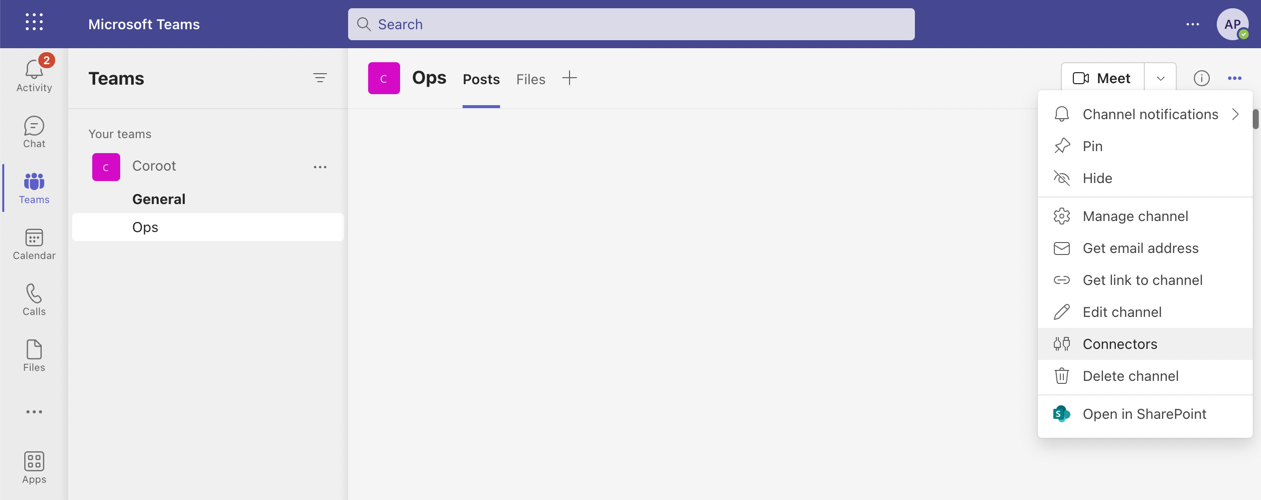 Microsoft Teams
Search
AP
2
Activity
Chat
Teams
Calendar
Calls
Files
Apps
Teams
Your teams
C
Coroot
General
Ops
C
Ops
Posts
Files
Meet
Channel notifications
Pin
Hide
Manage channel
Get email address
Get link to channel
Edit channel
Connectors
Delete channel
S
Open in SharePoint